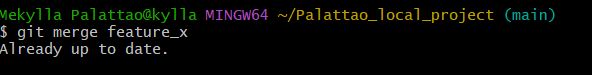 Mekylla Palattao@kylla MINGW64 ~/Palattao_local_project (main)
$ git merge feature_x
Already up to date.